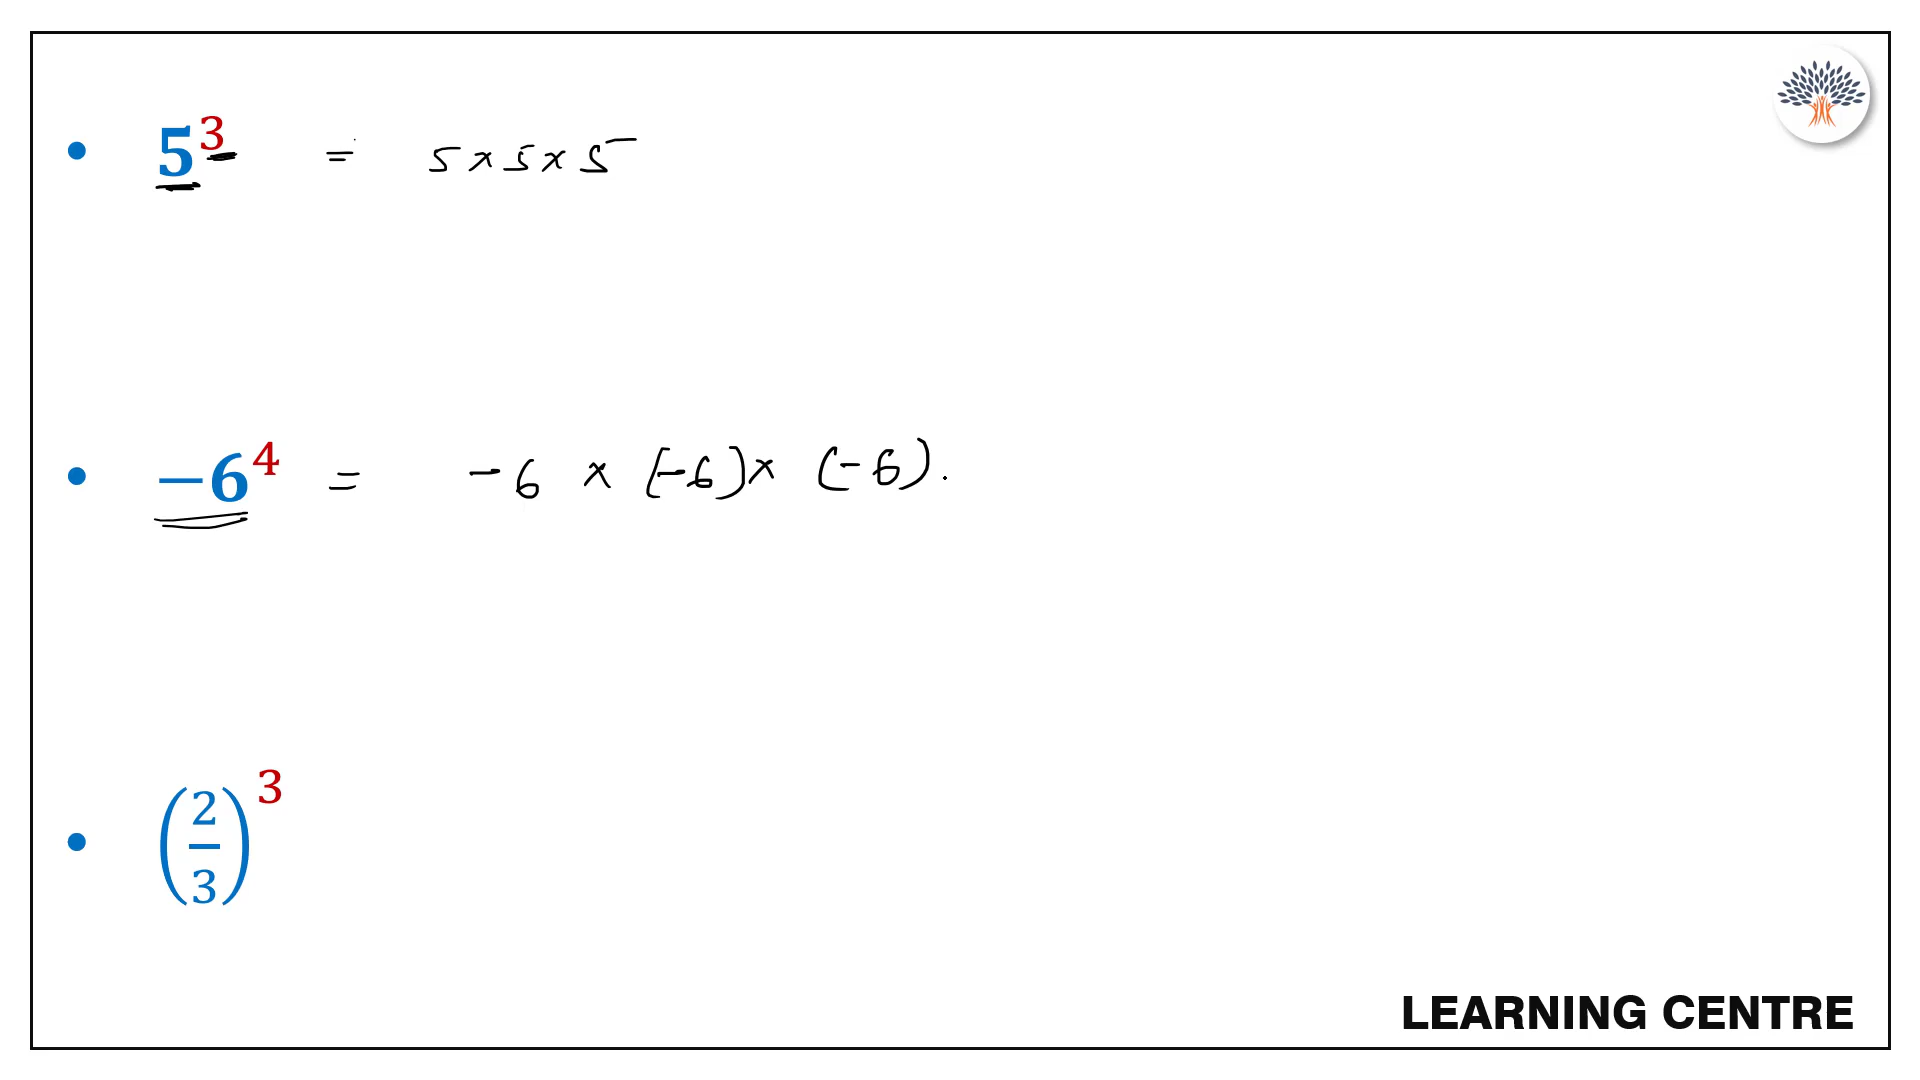 • 5³ = 5 × 5 × 5
• −6⁴ = −6 × (−6) × (−6).
• (2/3)³
LEARNING CENTRE